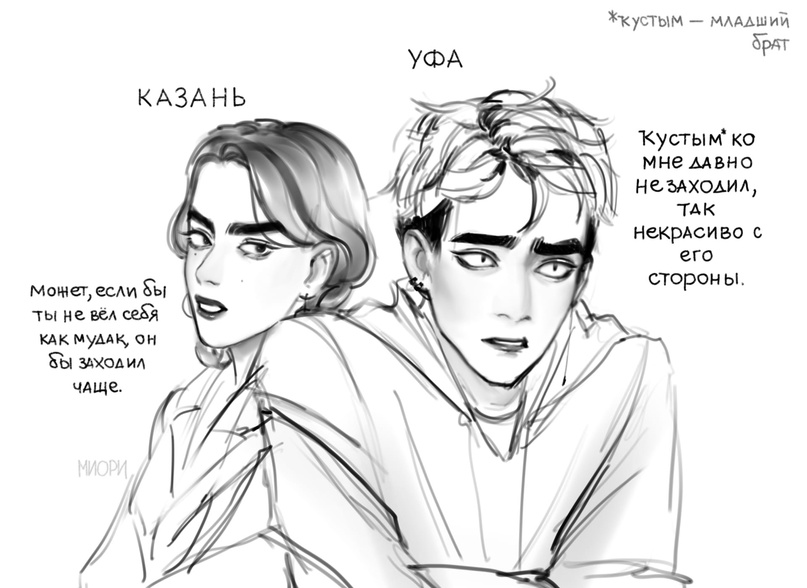 *кустым — младший
брат
УФА
КАЗАНЬ
Кустым* ко
мне давно
не заходил,
так
некрасиво с
его
стороны.
Может, если бы
ты не вёл себя
как мудак, он
бы заходил
чаще.
МИОРИ